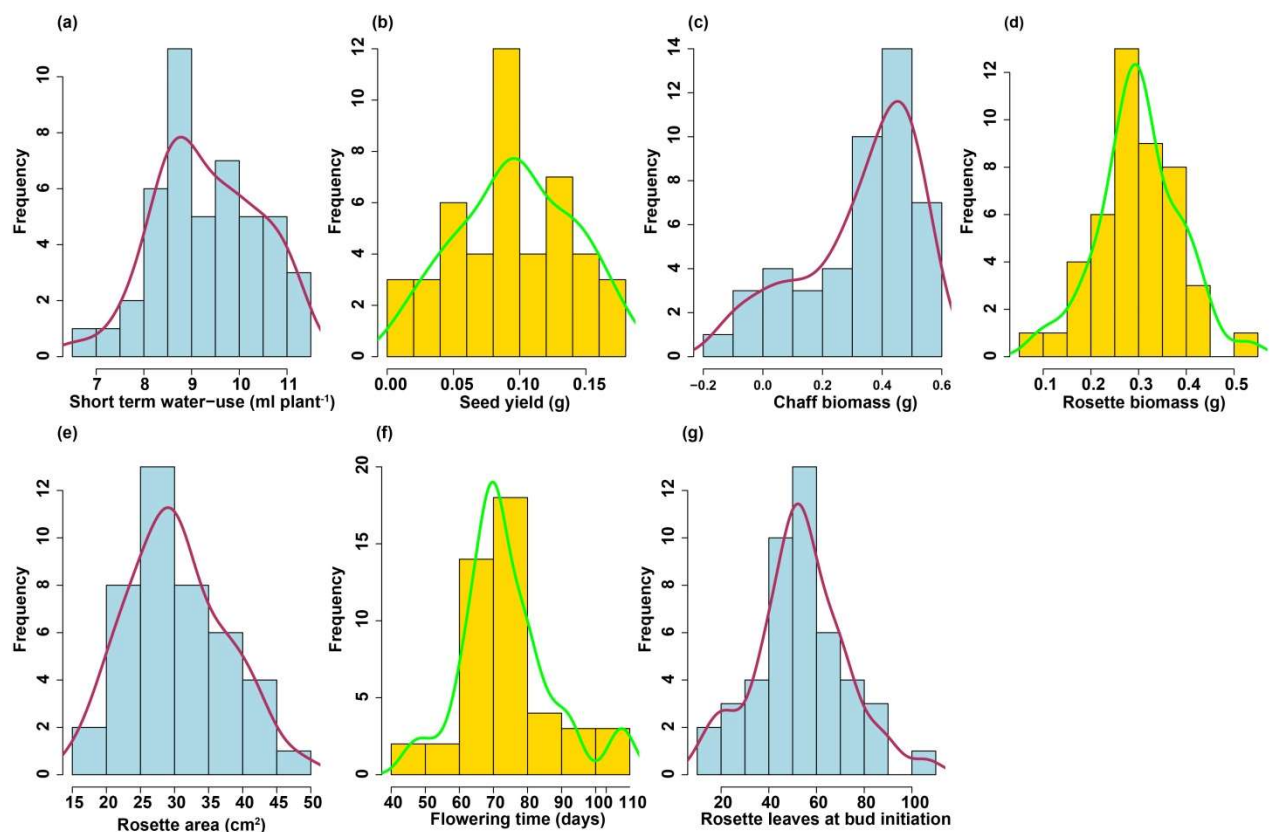 (a)
Frequency
0 2 4 6 8 10
7 8 9 10 11
Short term water−use (ml plant⁻¹)
(b)
Frequency
0 2 4 6 8 10 12
0.00 0.05 0.10 0.15
Seed yield (g)
(c)
Frequency
0 2 4 6 8 10 12 14
−0.2 0.0 0.2 0.4 0.6
Chaff biomass (g)
(d)
Frequency
0 2 4 6 8 10 12
0.1 0.2 0.3 0.4 0.5
Rosette biomass (g)
(e)
Frequency
0 2 4 6 8 10 12
15 20 25 30 35 40 45 50
Rosette area (cm²)
(f)
Frequency
0 5 10 15 20
40 50 60 70 80 90 100 110
Flowering time (days)
(g)
Frequency
0 2 4 6 8 10 12
20 40 60 80 100
Rosette leaves at bud initiation